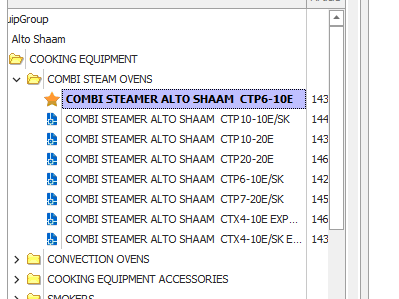 uipGroup
Alto Shaam
COOKING EQUIPMENT
COMBI STEAM OVENS
COMBI STEAMER ALTO SHAAM  CTP6-10E 143
COMBI STEAMER ALTO SHAAM  CTP10-10E/SK 144
COMBI STEAMER ALTO SHAAM  CTP10-20E 143
COMBI STEAMER ALTO SHAAM  CTP20-20E 146
COMBI STEAMER ALTO SHAAM  CTP6-10E/SK 142
COMBI STEAMER ALTO SHAAM  CTP7-20E/SK 145
COMBI STEAMER ALTO SHAAM  CTX4-10E EXP... 146
COMBI STEAMER ALTO SHAAM  CTX4-10E/SK E... 143
CONVECTION OVENS
COOKING EQUIPMENT ACCESSORIES
SMOKERS